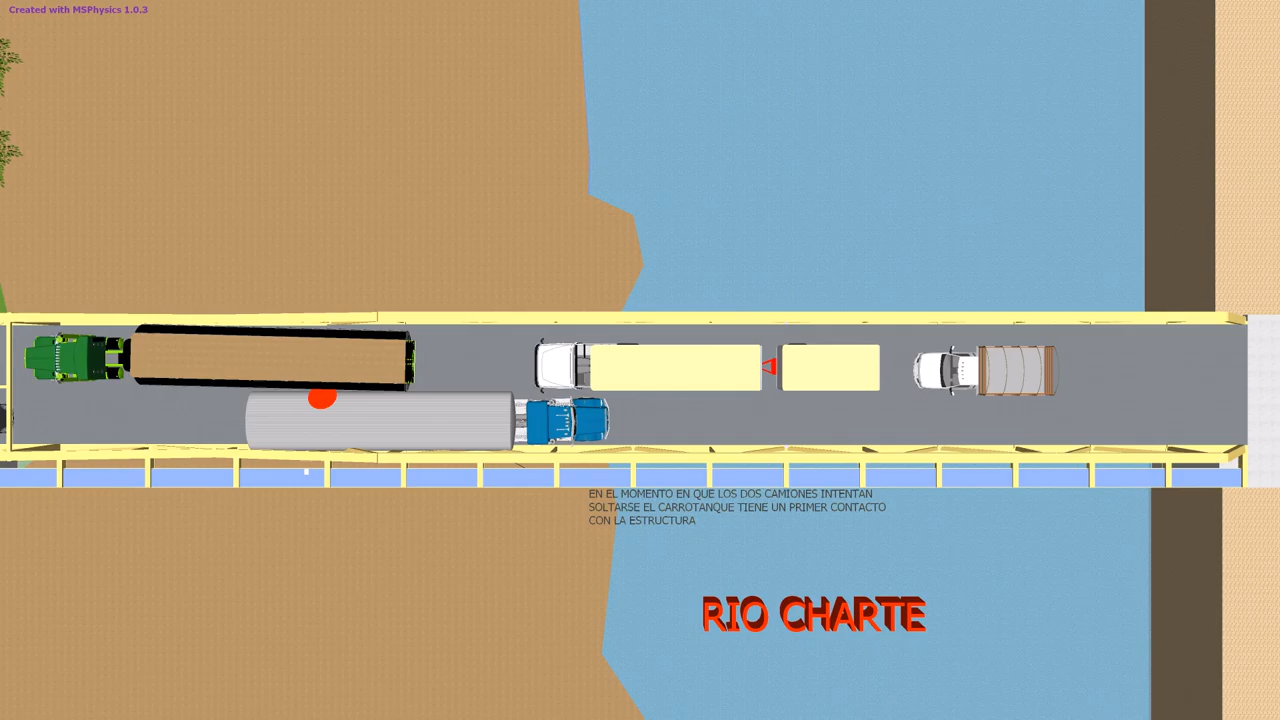 Created with MSPhysics 1.0.3
EN EL MOMENTO EN QUE LOS DOS CAMIONES INTENTAN
SOLTARSE EL CARROTANQUE TIENE UN PRIMER CONTACTO
CON LA ESTRUCTURA
RIO CHARTE